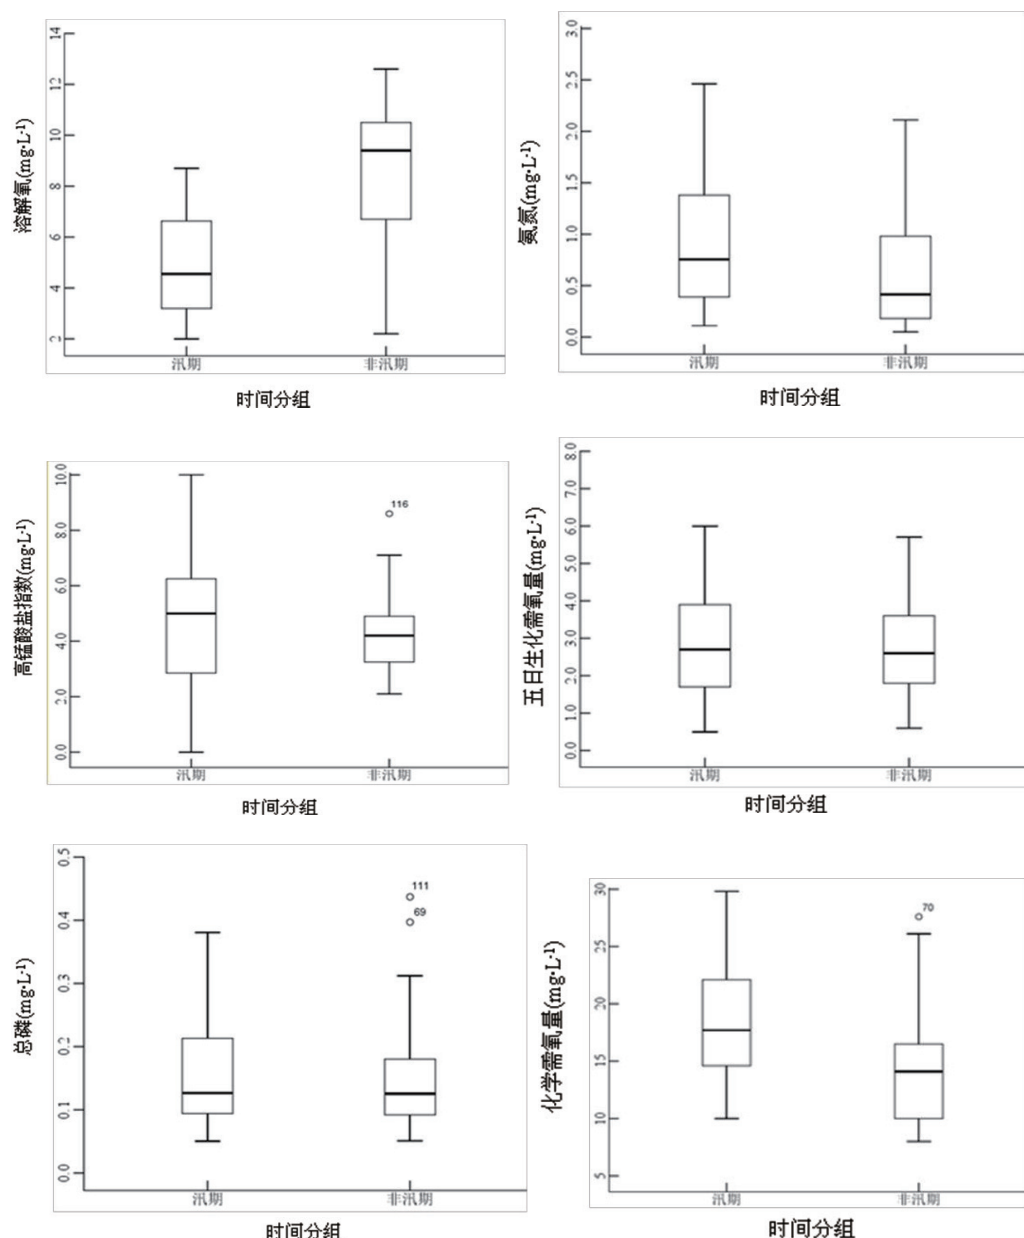 溶解氧(mg·L-1)
14
12
10
8
6
4
2
汛期
非汛期
时间分组
氨氮(mg·L-1)
3.0
2.5
2.0
1.5
1.0
0.5
0.0
汛期
非汛期
时间分组
高锰酸盐指数(mg·L-1)
10.0
8.0
6.0
4.0
2.0
0.0
116
汛期
非汛期
时间分组
五日生化需氧量(mg·L-1)
8.0
7.0
6.0
5.0
4.0
3.0
2.0
1.0
0.0
汛期
非汛期
时间分组
总磷(mg·L-1)
0.5
0.4
0.3
0.2
0.1
0.0
111
69
汛期
非汛期
时间分组
化学需氧量(mg·L-1)
30
25
20
15
10
5
70
汛期
非汛期
时间分组